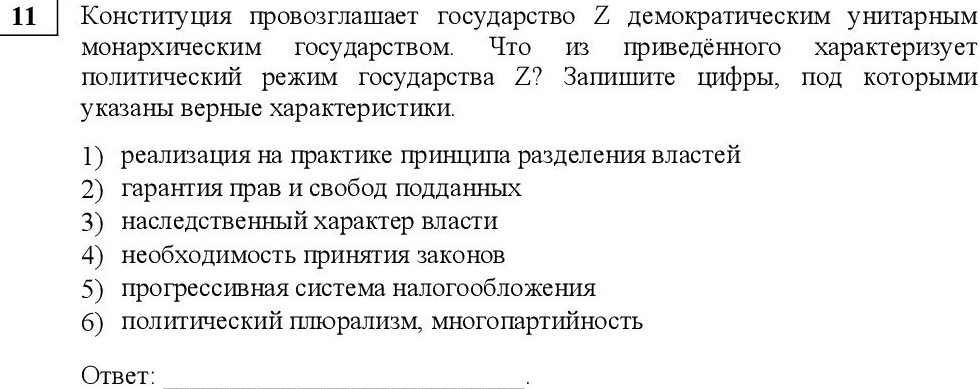 11
Конституция провозглашает государство Z демократическим унитарным
монархическим государством. Что из приведённого характеризует
политический режим государства Z? Запишите цифры, под которыми
указаны верные характеристики.
1) реализация на практике принципа разделения властей
2) гарантия прав и свобод подданных
3) наследственный характер власти
4) необходимость принятия законов
5) прогрессивная система налогообложения
6) политический плюрализм, многопартийность
Ответ: ___________________________.